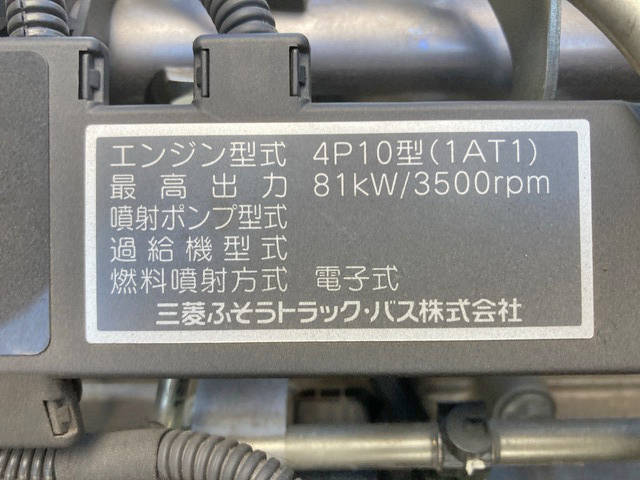 エンジン型式 4P10型(1AT1)
最高出力 81kW/3500rpm
噴射ポンプ型式
過給機型式
燃料噴射方式 電子式
三菱ふそうトラック・バス株式会社